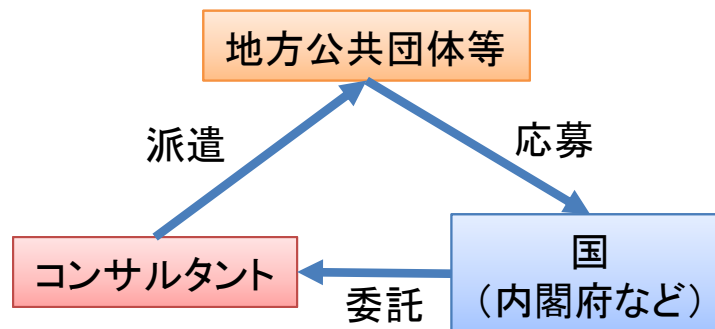 地方公共団体等
派遣
応募
コンサルタント
国
（内閣府など）
委託